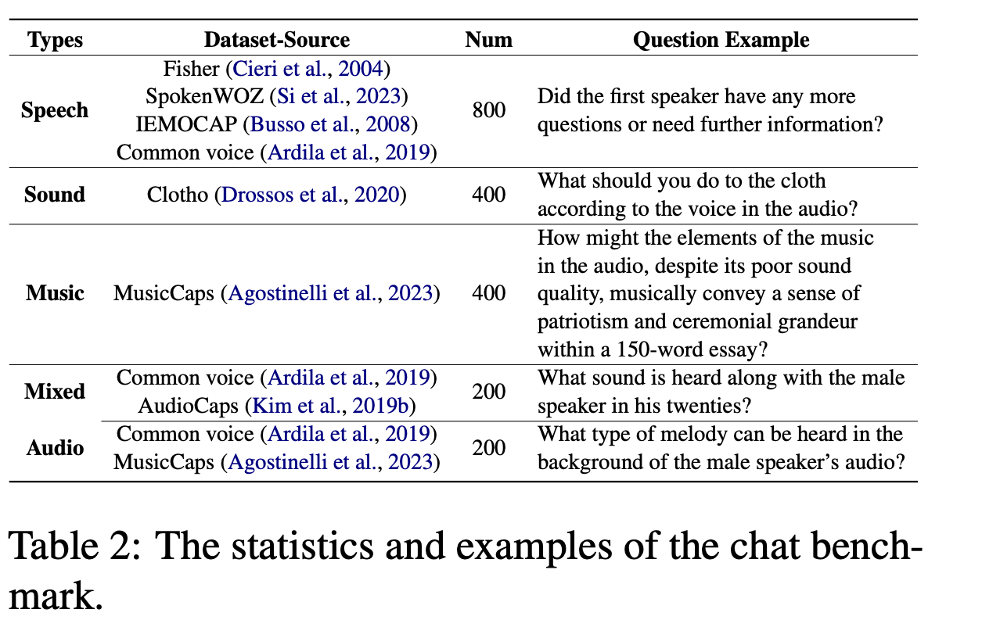 Types Dataset-Source Num Question Example
Fisher (Cieri et al., 2004)
SpokenWOZ (Si et al., 2023)
IEMOCAP (Busso et al., 2008)
Common voice (Ardila et al., 2019)
Speech
800
Did the first speaker have any more
questions or need further information?
Sound
Clotho (Drossos et al., 2020)
400
What should you do to the cloth
according to the voice in the audio?
Music
MusicCaps (Agostinelli et al., 2023)
400
How might the elements of the music
in the audio, despite its poor sound
quality, musically convey a sense of
patriotism and ceremonial grandeur
within a 150-word essay?
Mixed
Audio
Common voice (Ardila et al., 2019)
AudioCaps (Kim et al., 2019b)
200
What sound is heard along with the male
speaker in his twenties?
Common voice (Ardila et al., 2019)
MusicCaps (Agostinelli et al., 2023)
200
What type of melody can be heard in the
background of the male speaker's audio?
Table 2: The statistics and examples of the chat bench-
mark.